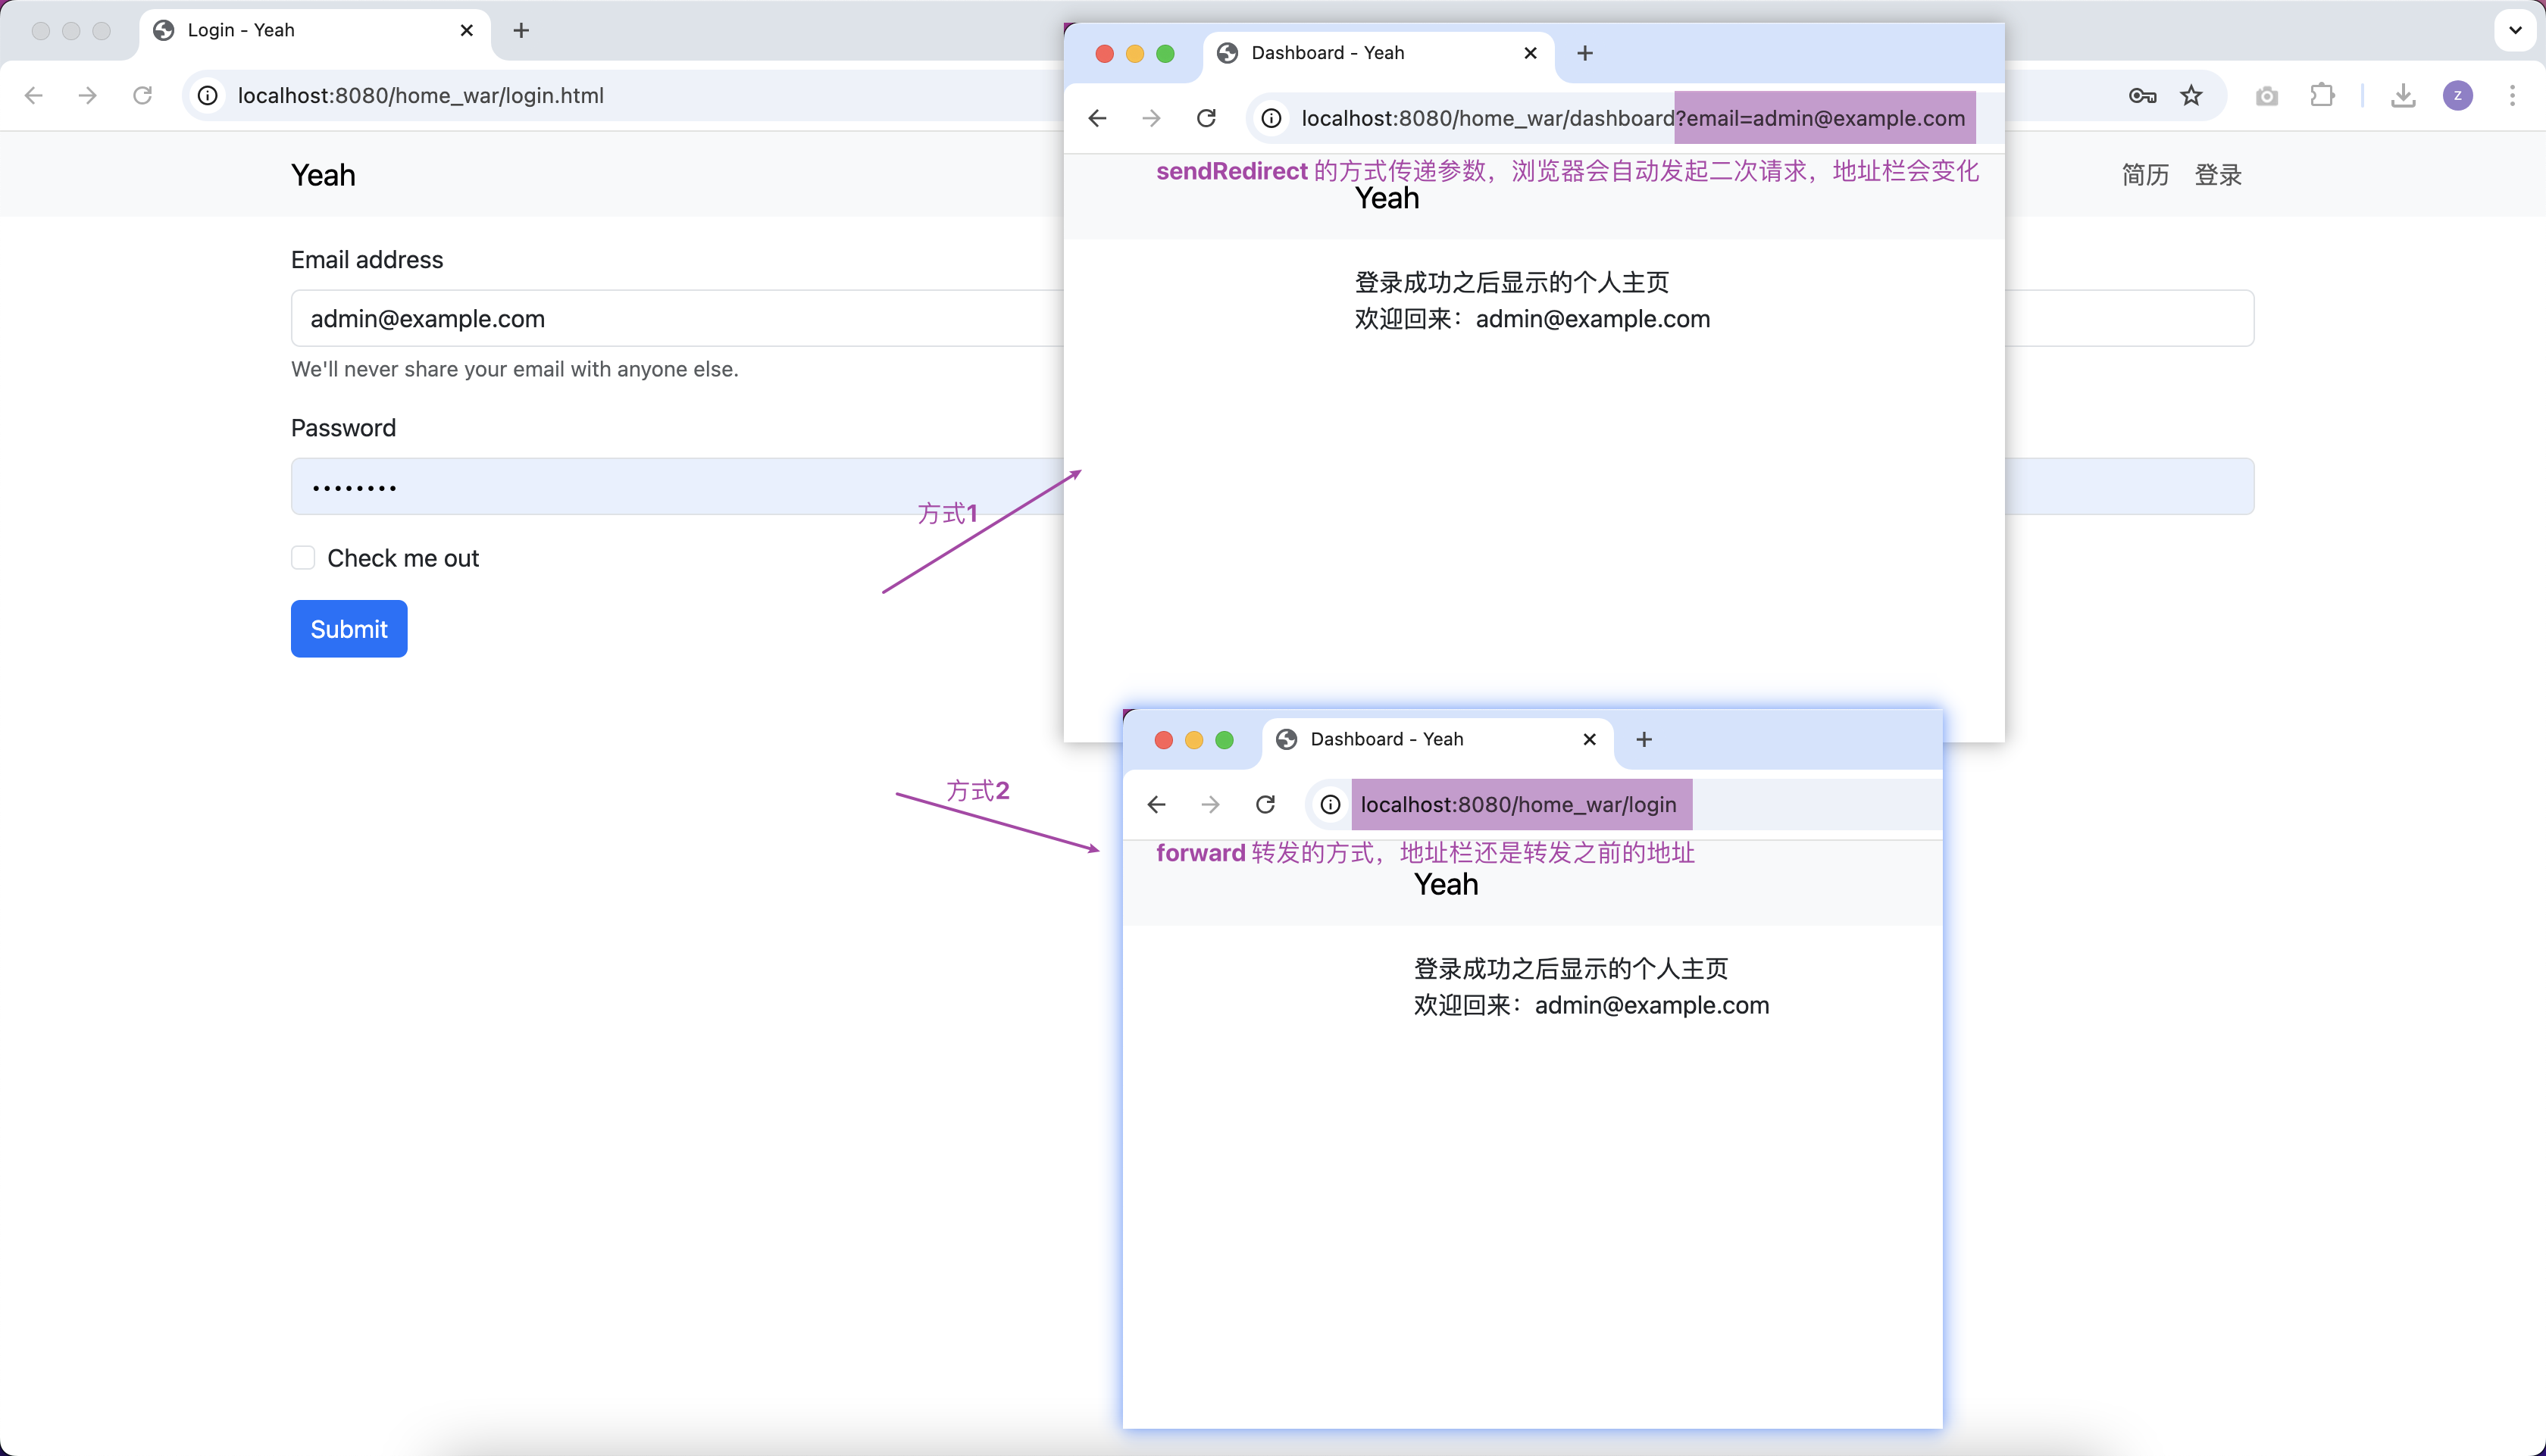 Login - Yeah
localhost:8080/home_war/login.html
Z
Yeah
简历 登录
Email address
admin@example.com
We'll never share your email with anyone else.
Password
Check me out
Submit
方式1
Dashboard - Yeah
localhost:8080/home_war/dashboard?email=admin@example.com
sendRedirect 的方式传递参数，浏览器会自动发起二次请求，地址栏会变化
Yeah
登录成功之后显示的个人主页
欢迎回来：admin@example.com
方式2
Dashboard - Yeah
localhost:8080/home_war/login
forward 转发的方式，地址栏还是转发之前的地址
Yeah
登录成功之后显示的个人主页
欢迎回来：admin@example.com